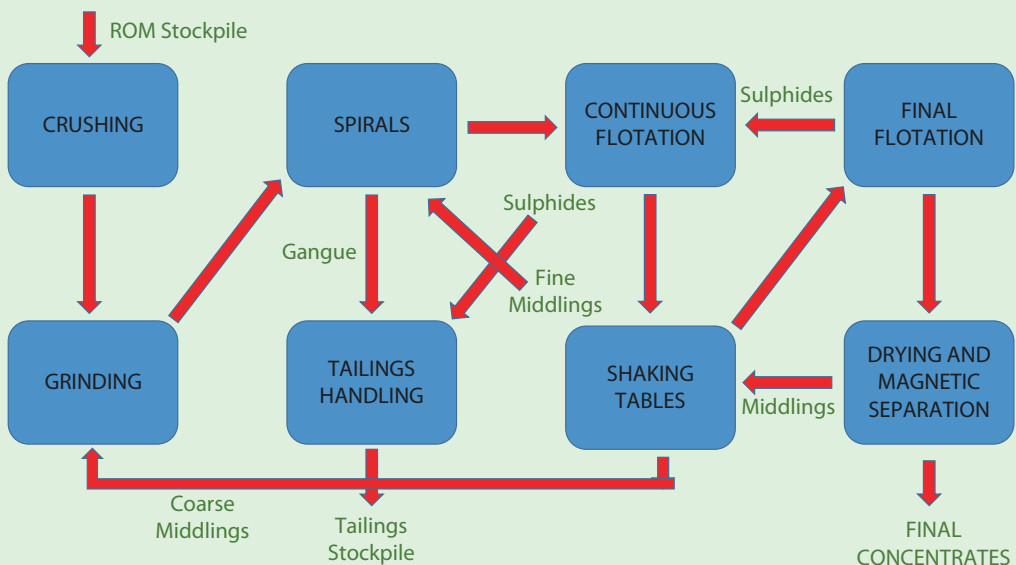 ROM Stockpile
CRUSHING
SPIRALS
CONTINUOUS
FLOTATION
Sulphides
FINAL
FLOTATION
Sulphides
Gangue
Fine
Middlings
GRINDING
TAILINGS
HANDLING
SHAKING
TABLES
DRYING AND
MAGNETIC
SEPARATION
Middlings
Coarse
Middlings
Tailings
Stockpile
FINAL
CONCENTRATES